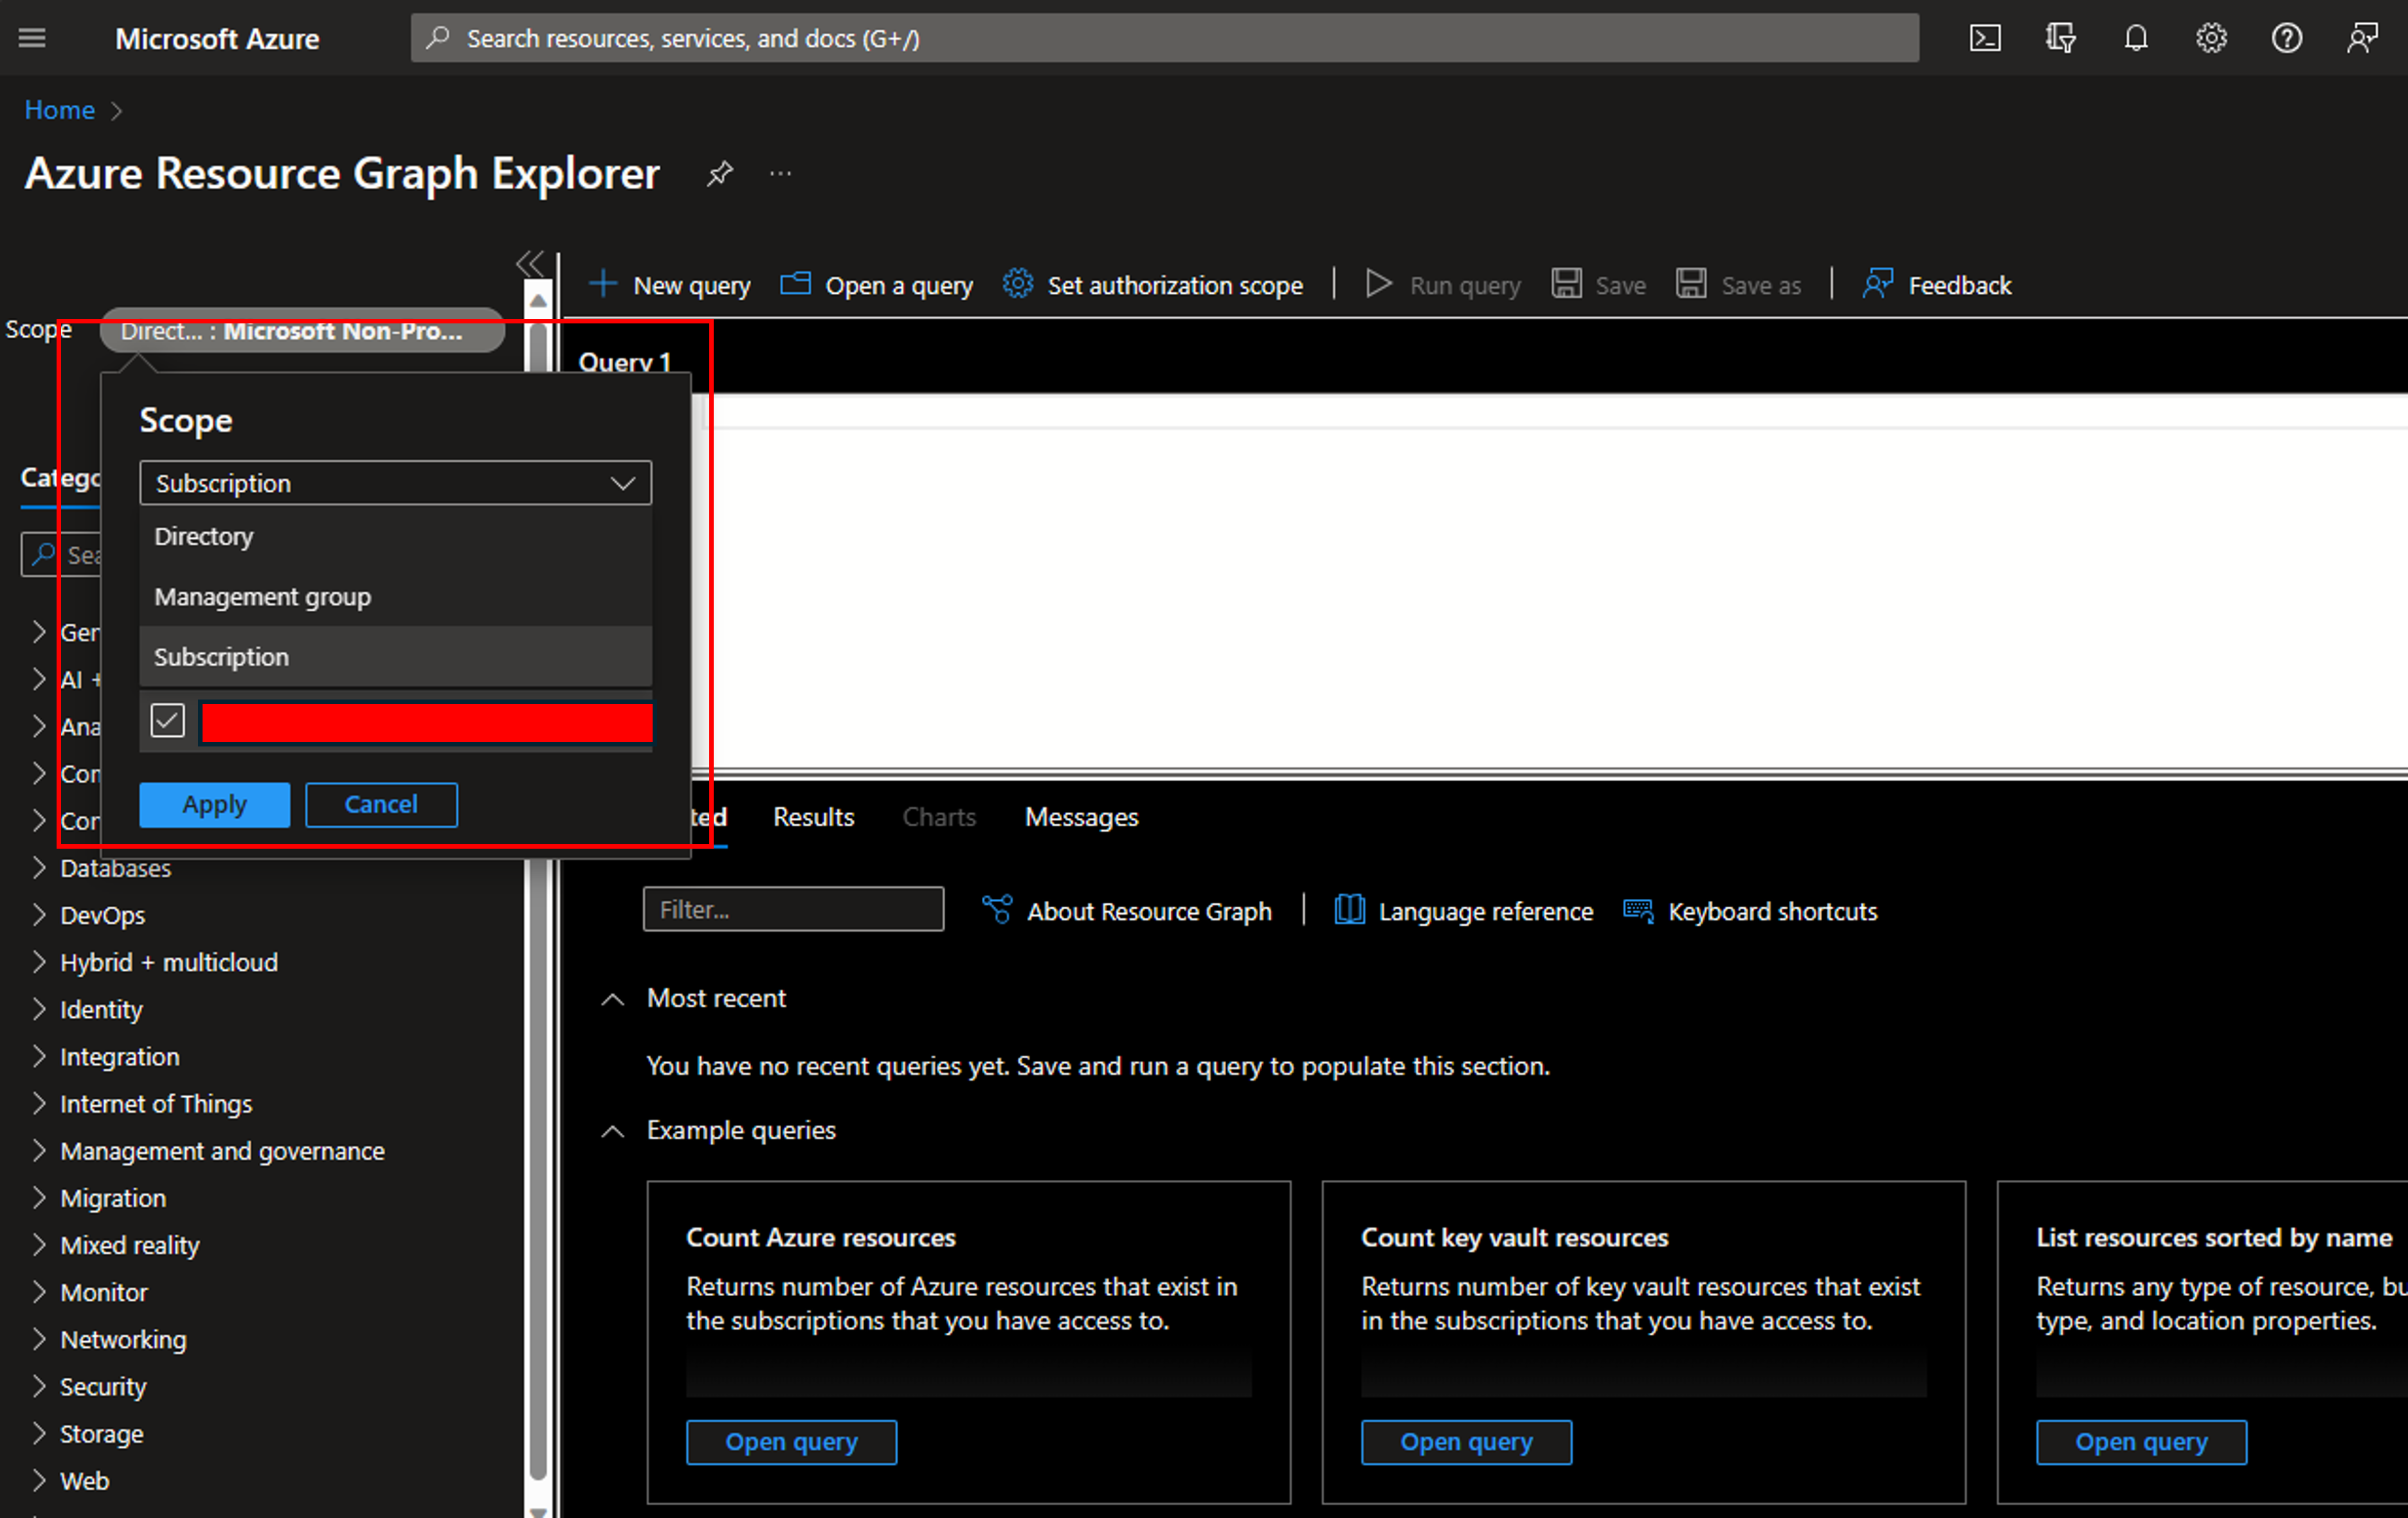 Microsoft Azure
Search resources, services, and docs (G+/)
Home
Azure Resource Graph Explorer
New query
Open a query
Set authorization scope
Run query
Save
Save as
Feedback
Scope
Direct... : Microsoft Non-Pro...
Query 1
Scope
Subscription
Directory
Management group
Subscription
Apply
Cancel
Catego
Sea
Ger
AI +
Ana
Databases
DevOps
Hybrid + multicloud
Identity
Integration
Internet of Things
Management and governance
Migration
Mixed reality
Monitor
Networking
Security
Storage
Web
ted
Results
Charts
Messages
Filter...
About Resource Graph
Language reference
Keyboard shortcuts
Most recent
You have no recent queries yet. Save and run a query to populate this section.
Example queries
Count Azure resources
Returns number of Azure resources that exist in
the subscriptions that you have access to.
Open query
Count key vault resources
Returns number of key vault resources that exist
in the subscriptions that you have access to.
Open query
List resources sorted by name
Returns any type of resource, bu
type, and location properties.
Open query